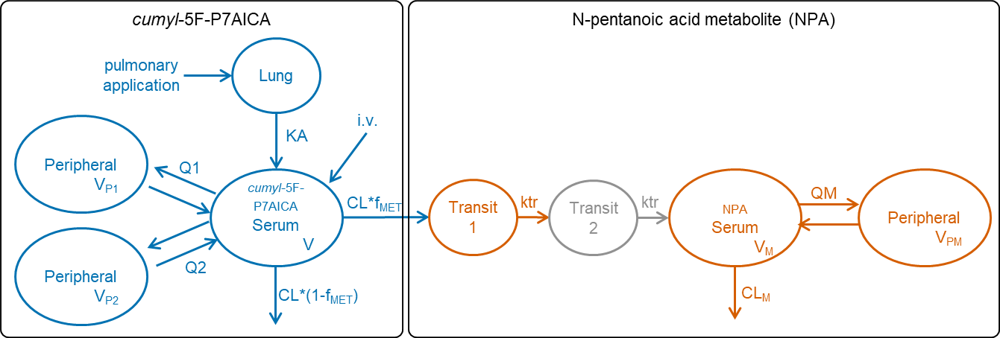 cumyl-5F-P7AICA
pulmonary
application
Lung
KA
i.v.
Peripheral
VP1
Q1
cumyl-5F-
P7AICA
Serum
V
CL*fMET
Peripheral
VP2
Q2
CL*(1-fMET)
N-pentanoic acid metabolite (NPA)
Transit
1
ktr
Transit
2
ktr
NPA
Serum
VM
QM
Peripheral
VPM
CLM